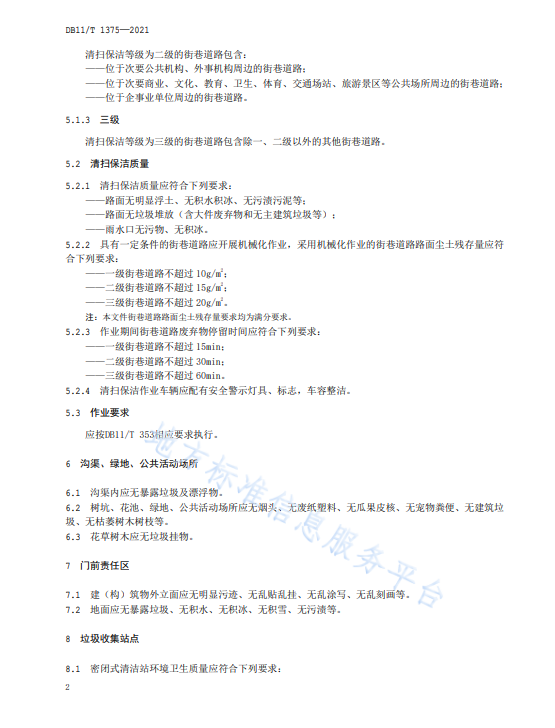 DB11/T 1375—2021
清扫保洁等级为二级的街巷道路包含:
——位于次要公共机构、外事机构周边的街巷道路;
——位于次要商业、文化、教育、卫生、体育、交通场站、旅游景区等公共场所周边的街巷道路;
——位于企事业单位周边的街巷道路。
5.1.3 三级
清扫保洁等级为三级的街巷道路包含除一、二级以外的其他街巷道路。
5.2 清扫保洁质量
5.2.1 清扫保洁质量应符合下列要求:
——路面无明显浮土、无积水积冰、无污渍污泥等;
——路面无垃圾堆放（含大件废弃物和无主建筑垃圾等）;
——雨水口无污物、无积冰。
5.2.2 具有一定条件的街巷道路应开展机械化作业，采用机械化作业的街巷道路路面尘土残存量应符
合下列要求:
——一级街巷道路不超过 10g/m²;
——二级街巷道路不超过 15g/m²;
——三级街巷道路不超过 20g/m²。
注: 本文件街巷道路路面尘土残存量要求均为满分要求。
5.2.3 作业期间街巷道路废弃物停留时间应符合下列要求:
——一级街巷道路不超过 15min;
——二级街巷道路不超过 30min;
——三级街巷道路不超过 60min。
5.2.4 清扫保洁作业车辆应配有安全警示灯具、标志，车容整洁。
5.3 作业要求
应按DB11/T 353相应要求执行。
6 沟渠、绿地、公共活动场所
6.1 沟渠内应无暴露垃圾及漂浮物。
6.2 树坑、花池、绿地、公共活动场所应无烟头、无废纸塑料、无瓜果皮核、无宠物粪便、无建筑垃
圾、无枯萎树木树枝等。
6.3 花草树木应无垃圾挂物。
7 门前责任区
7.1 建（构）筑物外立面应无明显污迹、无乱贴乱挂、无乱涂写、无乱刻画等。
7.2 地面应无暴露垃圾、无积水、无积冰、无积雪、无污渍等。
8 垃圾收集站点
8.1 密闭式清洁站环境卫生质量应符合下列要求:
2
地方标准信息服务平台